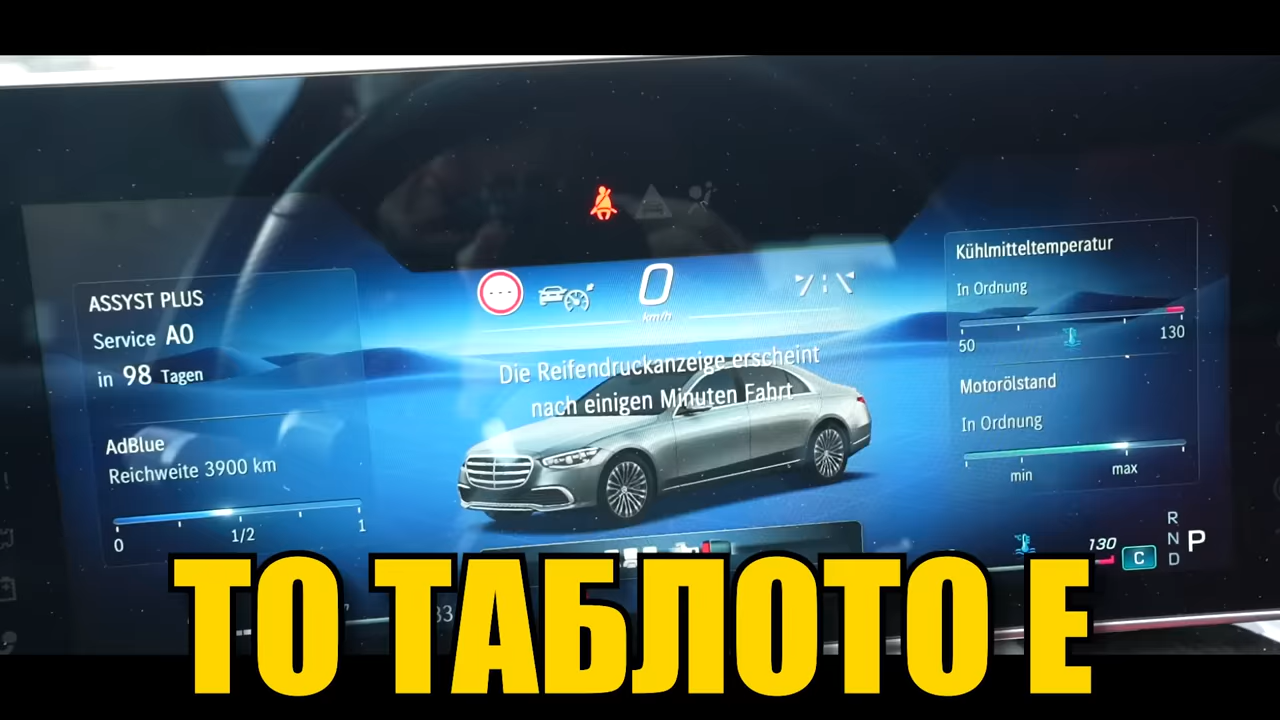 ASSYST PLUS
Service A0
in 98 Tagen
AdBlue
Reichweite 3900 km
0 1/2 1
0
km/h
Die Reifendruckanzeige erscheint
nach einigen Minuten Fahrt
Kühlmitteltemperatur
In Ordnung
50 130
Motorölstand
In Ordnung
min max
130
C
R
N
D
P
ТО ТАБЛОТО Е